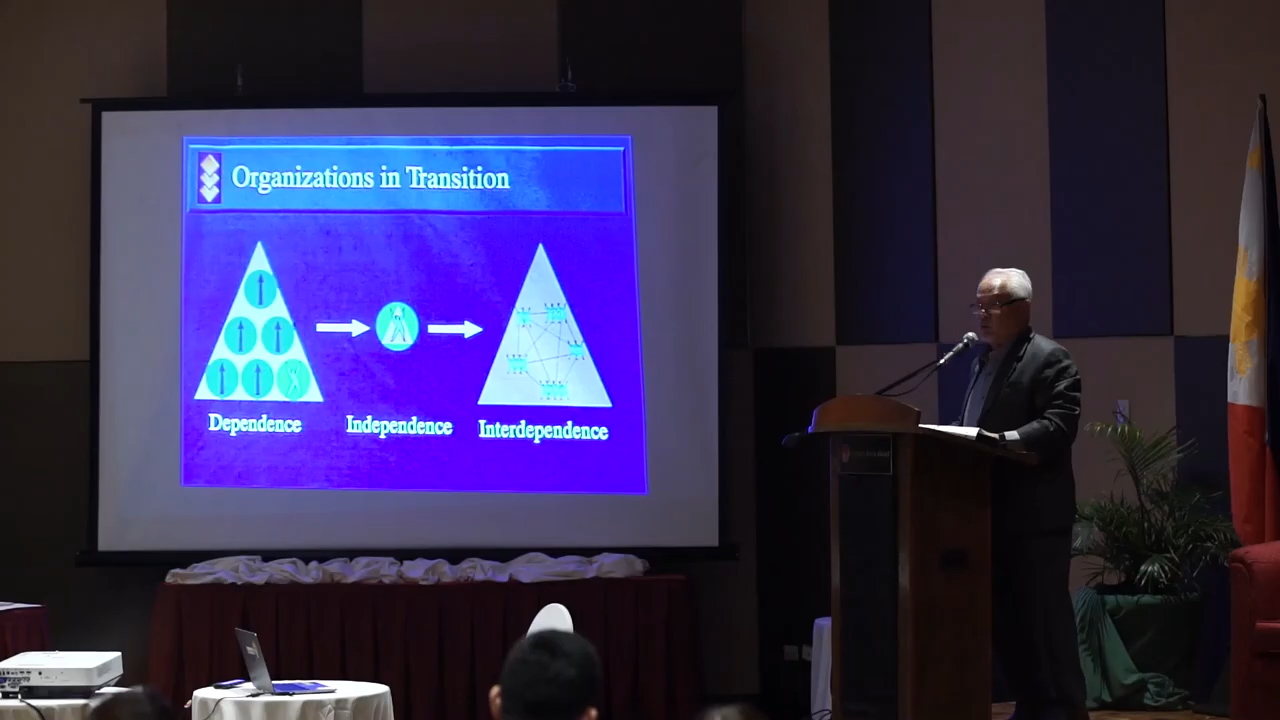 Organizations in Transition
Dependence
Independence
Interdependence